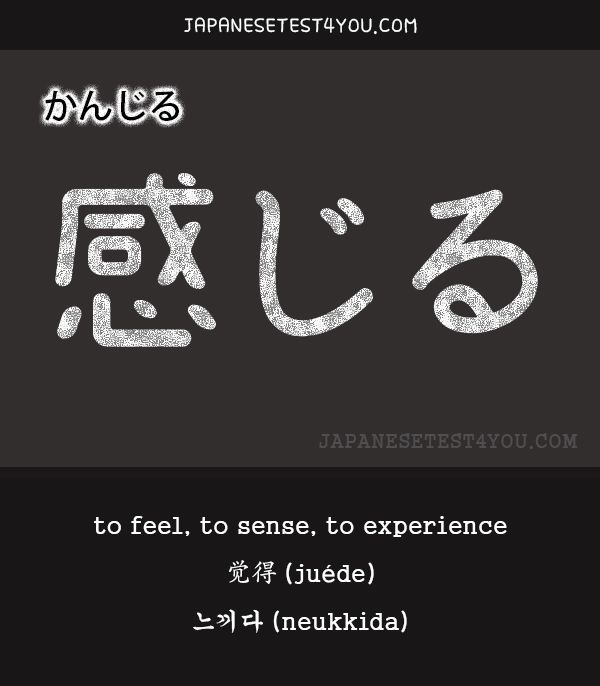 JAPANESETEST4YOU.COM
かんじる
感じる
JAPANESETEST4YOU.COM
to feel, to sense, to experience
觉得 (juéde)
느끼다 (neukkida)